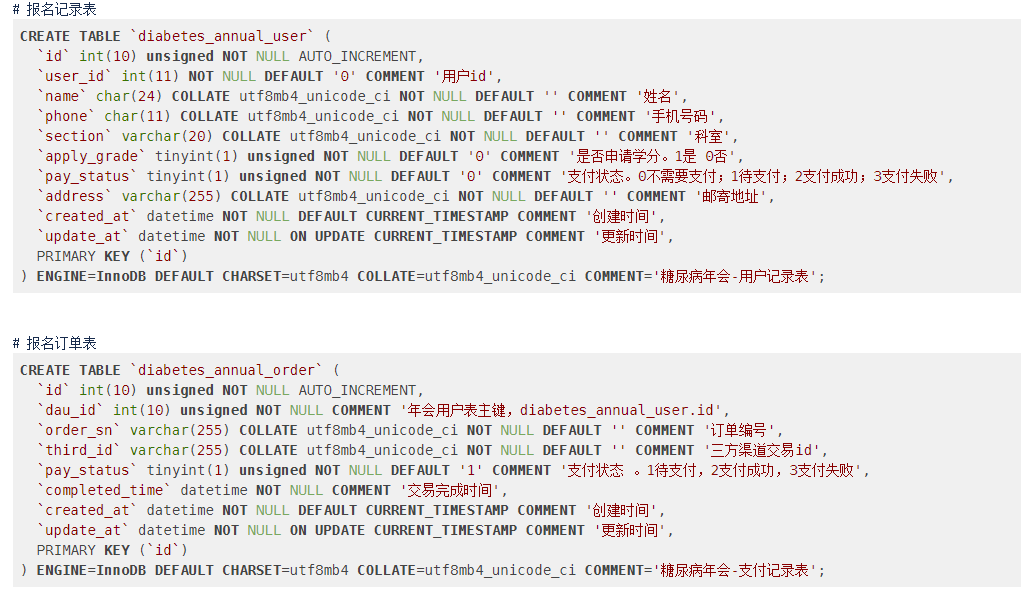 # 报名记录表
CREATE TABLE `diabetes_annual_user` (
  `id` int(10) unsigned NOT NULL AUTO_INCREMENT,
  `user_id` int(11) NOT NULL DEFAULT '0' COMMENT '用户id',
  `name` char(24) COLLATE utf8mb4_unicode_ci NOT NULL DEFAULT '' COMMENT '姓名',
  `phone` char(11) COLLATE utf8mb4_unicode_ci NOT NULL DEFAULT '' COMMENT '手机号码',
  `section` varchar(20) COLLATE utf8mb4_unicode_ci NOT NULL DEFAULT '' COMMENT '科室',
  `apply_grade` tinyint(1) unsigned NOT NULL DEFAULT '0' COMMENT '是否申请学分。1是 0否',
  `pay_status` tinyint(1) unsigned NOT NULL DEFAULT '0' COMMENT '支付状态。0不需要支付；1待支付；2支付成功；3支付失败',
  `address` varchar(255) COLLATE utf8mb4_unicode_ci NOT NULL DEFAULT '' COMMENT '邮寄地址',
  `created_at` datetime NOT NULL DEFAULT CURRENT_TIMESTAMP COMMENT '创建时间',
  `update_at` datetime NOT NULL ON UPDATE CURRENT_TIMESTAMP COMMENT '更新时间',
  PRIMARY KEY (`id`)
) ENGINE=InnoDB DEFAULT CHARSET=utf8mb4 COLLATE=utf8mb4_unicode_ci COMMENT='糖尿病年会-用户记录表';
# 报名订单表
CREATE TABLE `diabetes_annual_order` (
  `id` int(10) unsigned NOT NULL AUTO_INCREMENT,
  `dau_id` int(10) unsigned NOT NULL COMMENT '年会用户表主键，diabetes_annual_user.id',
  `order_sn` varchar(255) COLLATE utf8mb4_unicode_ci NOT NULL DEFAULT '' COMMENT '订单编号',
  `third_id` varchar(255) COLLATE utf8mb4_unicode_ci NOT NULL DEFAULT '' COMMENT '三方渠道交易id',
  `pay_status` tinyint(1) unsigned NOT NULL DEFAULT '1' COMMENT '支付状态 。1待支付，2支付成功，3支付失败',
  `completed_time` datetime NOT NULL COMMENT '交易完成时间',
  `created_at` datetime NOT NULL DEFAULT CURRENT_TIMESTAMP COMMENT '创建时间',
  `update_at` datetime NOT NULL ON UPDATE CURRENT_TIMESTAMP COMMENT '更新时间',
  PRIMARY KEY (`id`)
) ENGINE=InnoDB DEFAULT CHARSET=utf8mb4 COLLATE=utf8mb4_unicode_ci COMMENT='糖尿病年会-支付记录表';